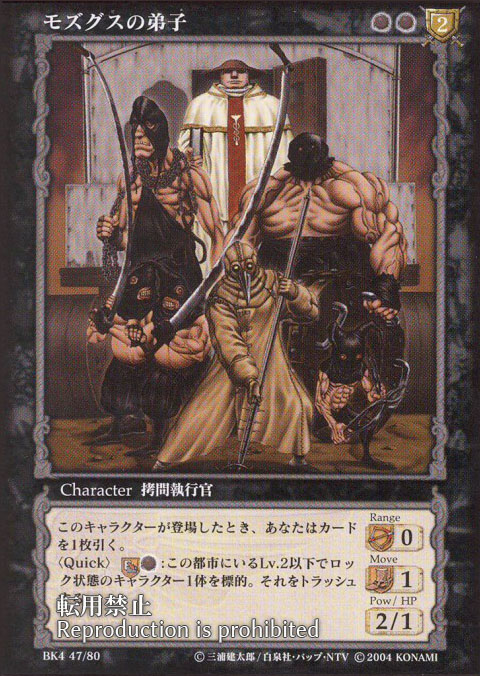 モズグスの弟子
2
Character 拷問執行官
このキャラクターが登場したとき、あなたはカード
を1枚引く。
〈Quick〉 :この都市にいるLv.2以下でロッ
ク状態のキャラクター1体を標的。それをトラッシュ
Range
0
Move
1
Pow/ HP
2/1
転用禁止
Reproduction is prohibited
BK4 47/80
©三浦建太郎/白泉社・バップ・NTV ©2004 KONAMI